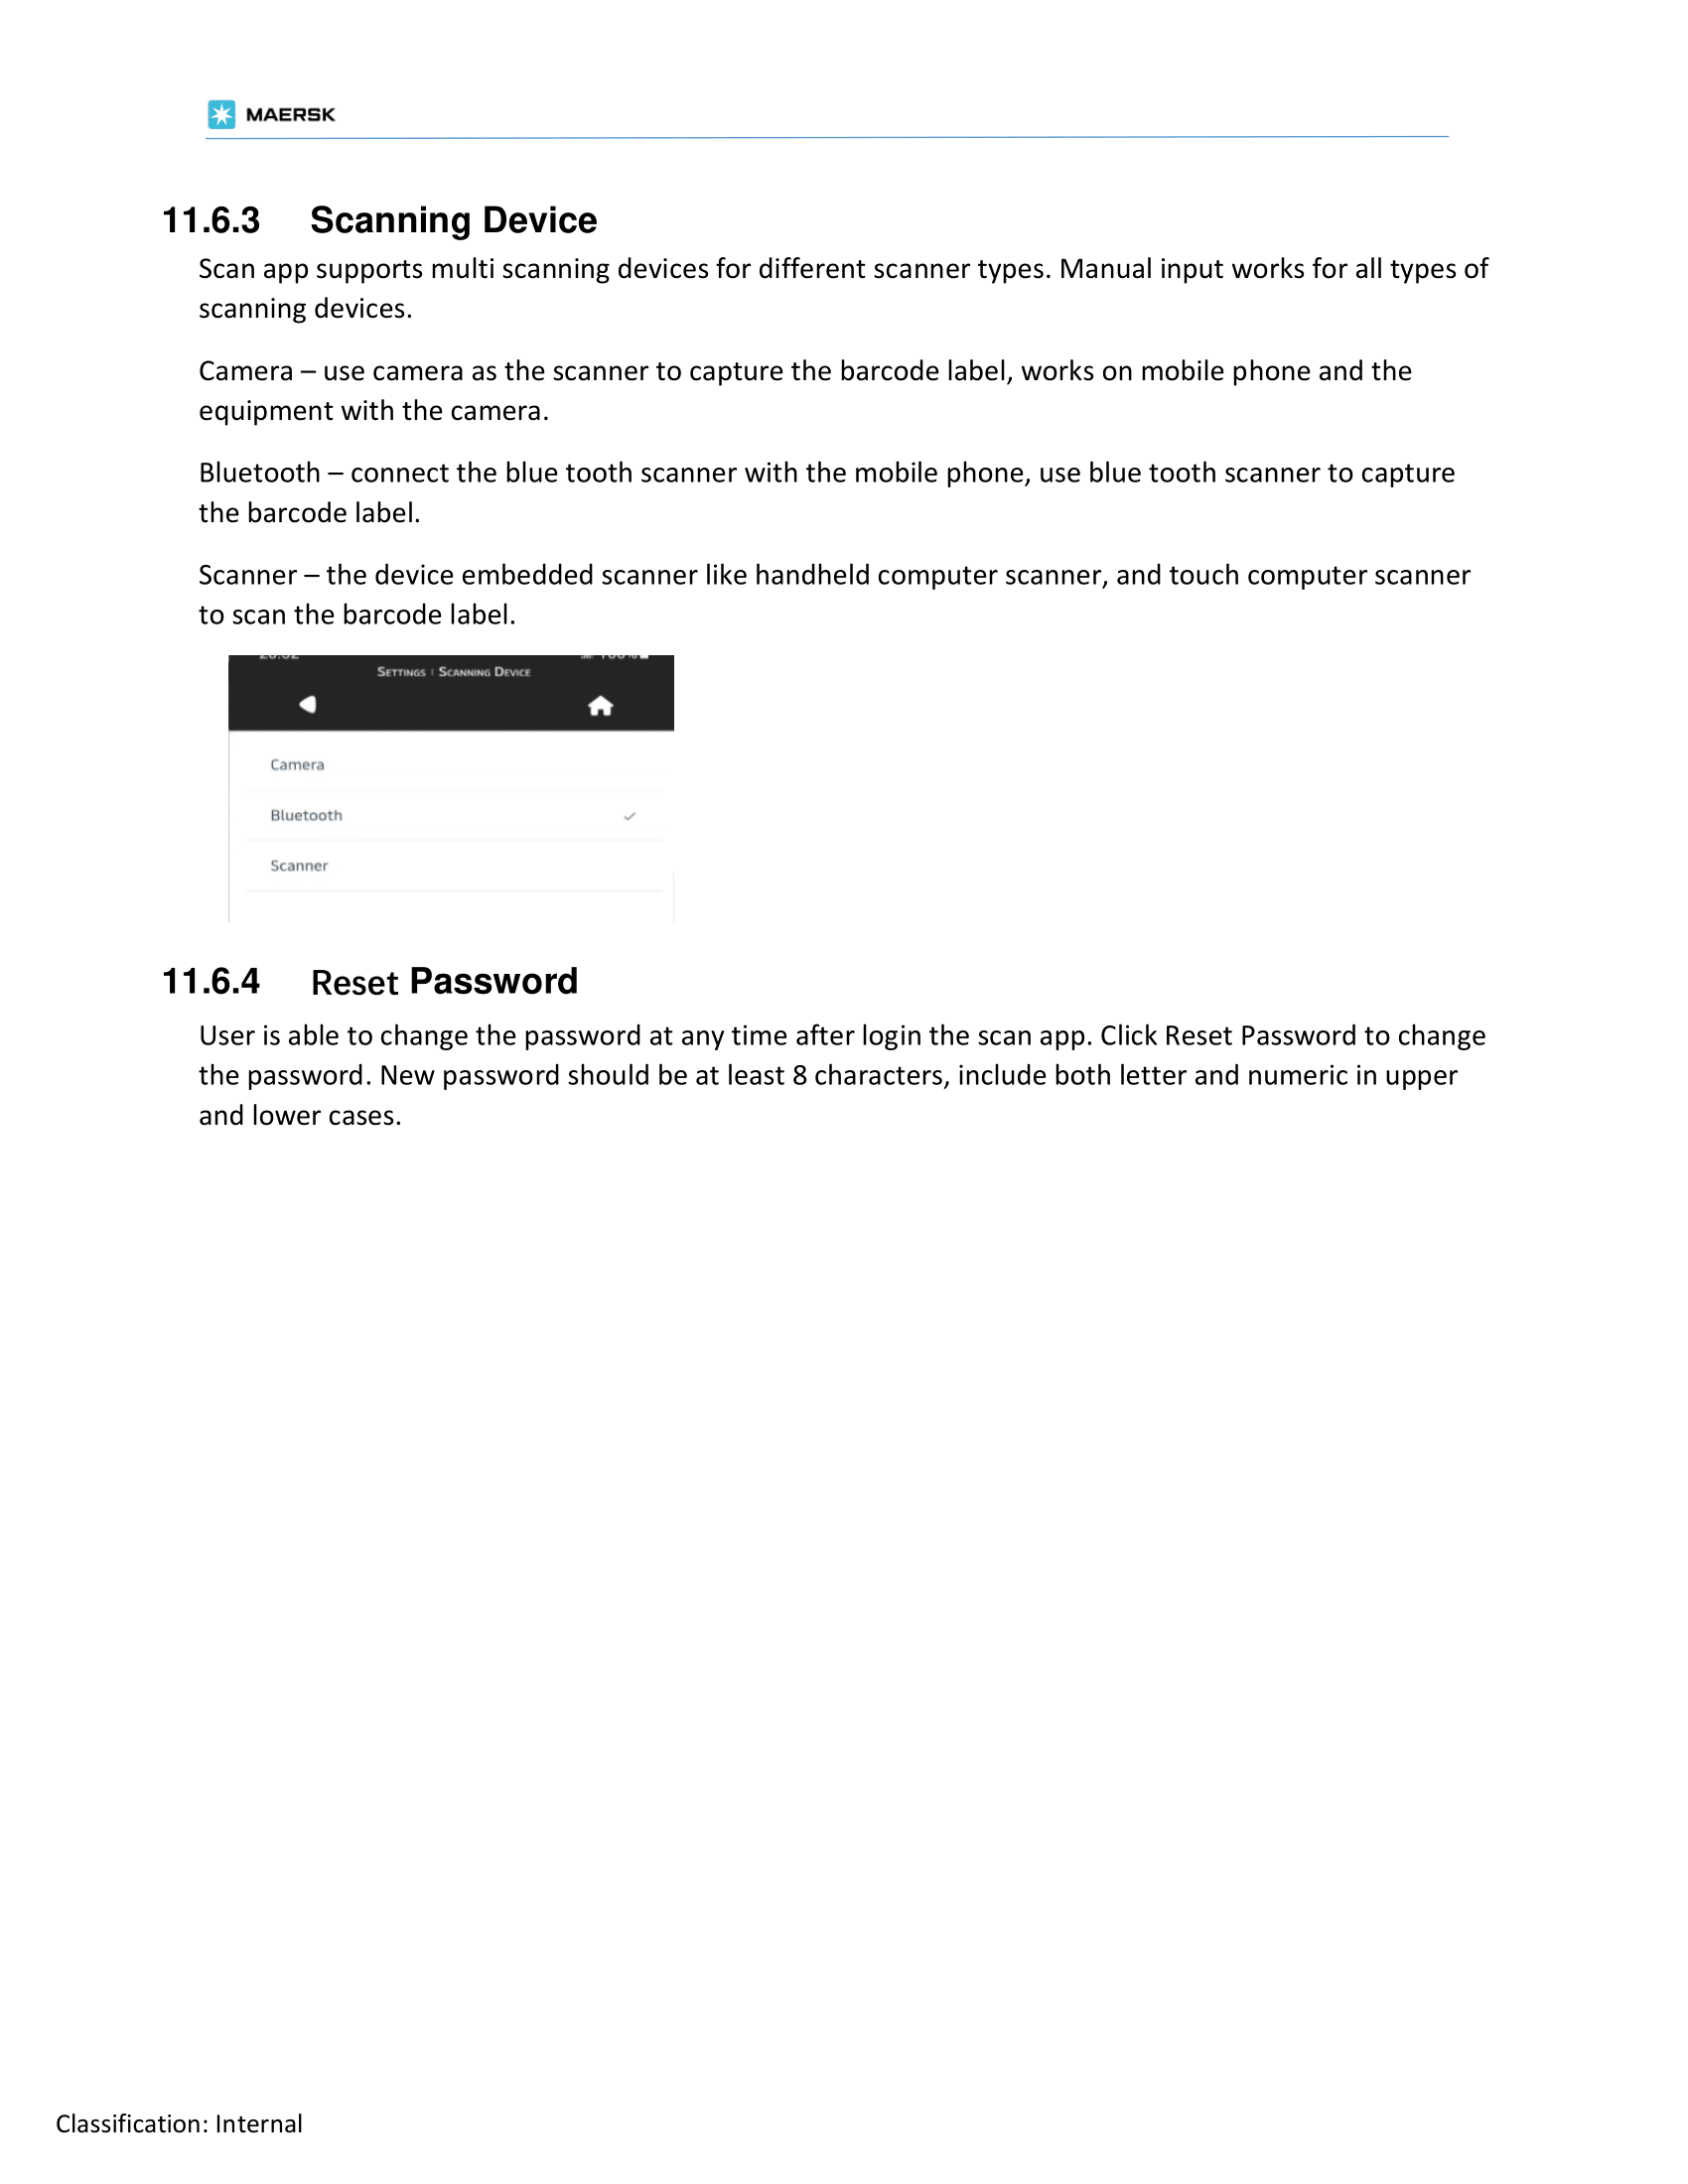 MAERSK
11.6.3 Scanning Device
Scan app supports multi scanning devices for different scanner types. Manual input works for all types of
scanning devices.
Camera – use camera as the scanner to capture the barcode label, works on mobile phone and the
equipment with the camera.
Bluetooth – connect the blue tooth scanner with the mobile phone, use blue tooth scanner to capture
the barcode label.
Scanner – the device embedded scanner like handheld computer scanner, and touch computer scanner
to scan the barcode label.
SETTINGS | SCANNING DEVICE
Camera
Bluetooth
Scanner
11.6.4 Reset Password
User is able to change the password at any time after login the scan app. Click Reset Password to change
the password. New password should be at least 8 characters, include both letter and numeric in upper
and lower cases.
Classification: Internal